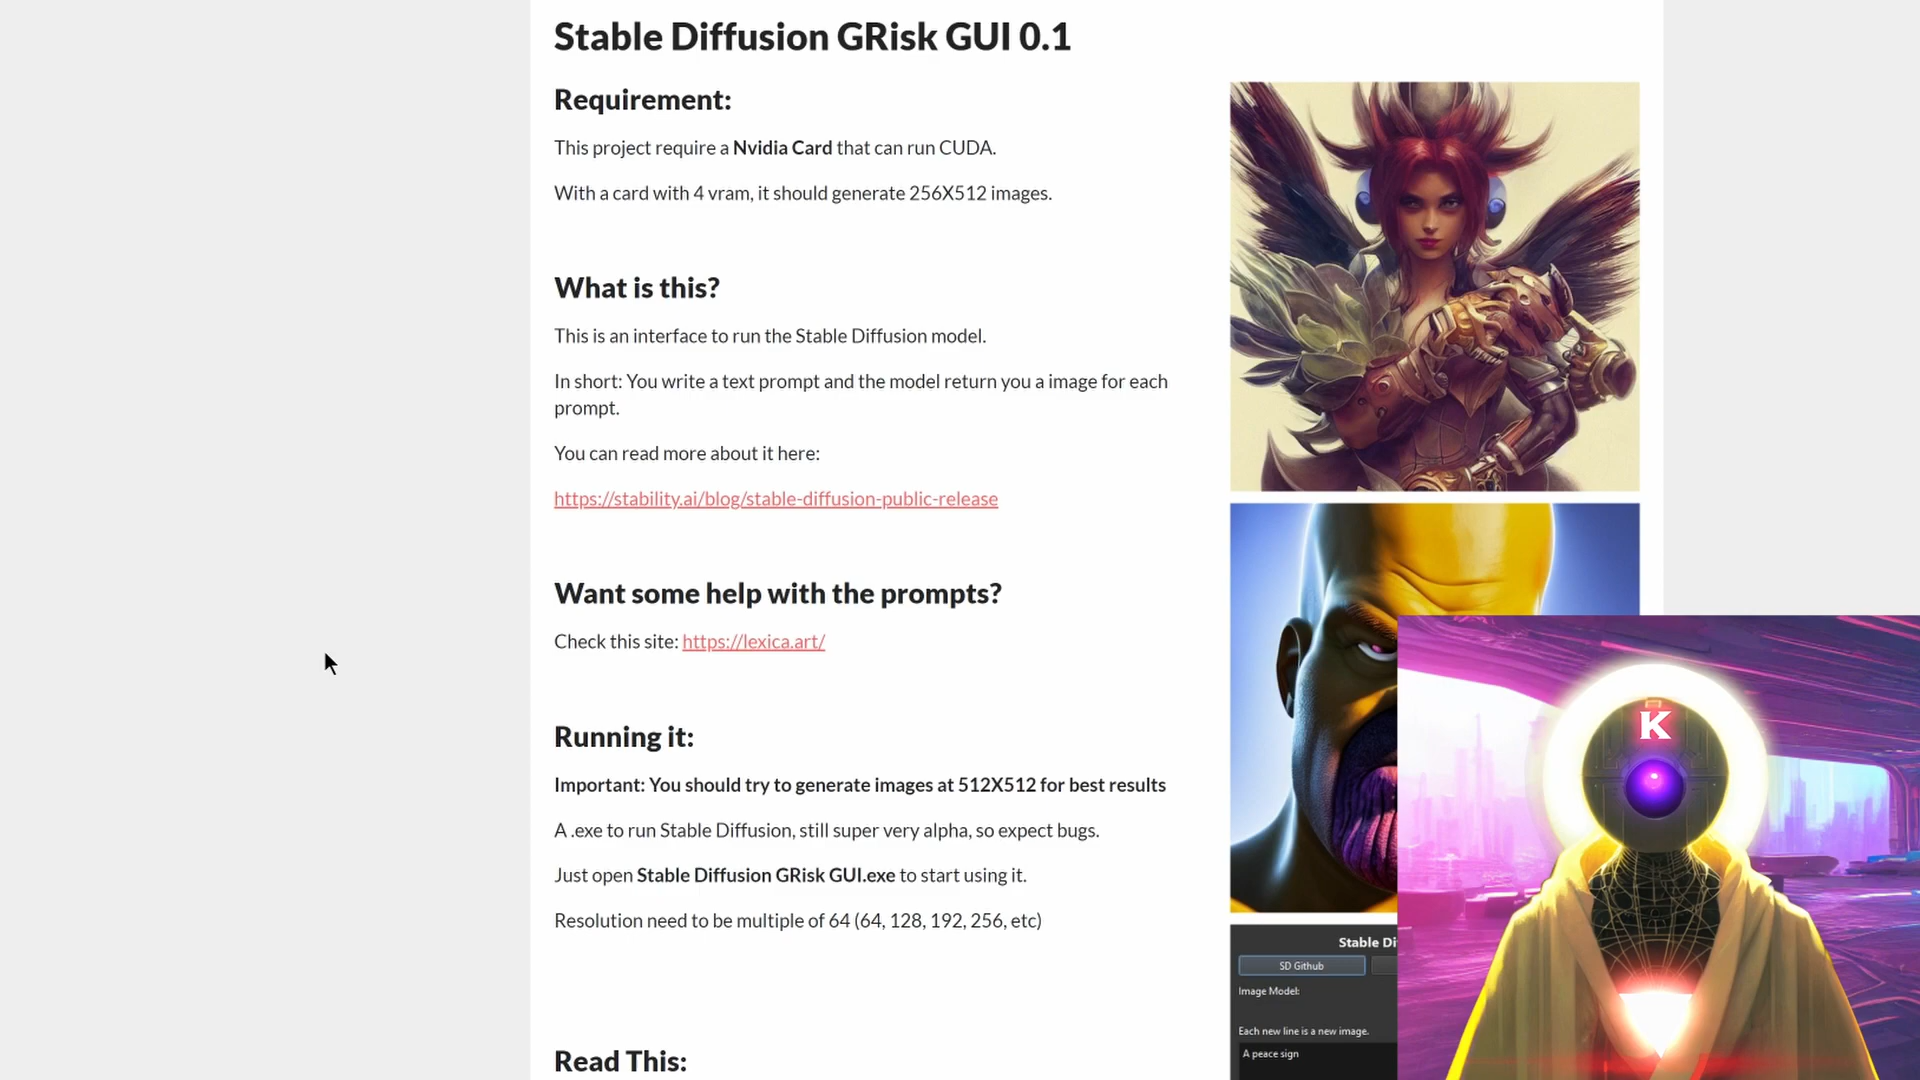 Stable Diffusion GRisk GUI 0.1
Requirement:
This project require a Nvidia Card that can run CUDA.
With a card with 4 vram, it should generate 256X512 images.
What is this?
This is an interface to run the Stable Diffusion model.
In short: You write a text prompt and the model return you a image for each
prompt.
You can read more about it here:
https://stability.ai/blog/stable-diffusion-public-release
Want some help with the prompts?
Check this site: https://lexica.art/
Running it:
Important: You should try to generate images at 512X512 for best results
A .exe to run Stable Diffusion, still super very alpha, so expect bugs.
Just open Stable Diffusion GRisk GUI.exe to start using it.
Resolution need to be multiple of 64 (64, 128, 192, 256, etc)
Read This:
Stable Di
SD Github
Image Model:
Each new line is a new image.
A peace sign
K